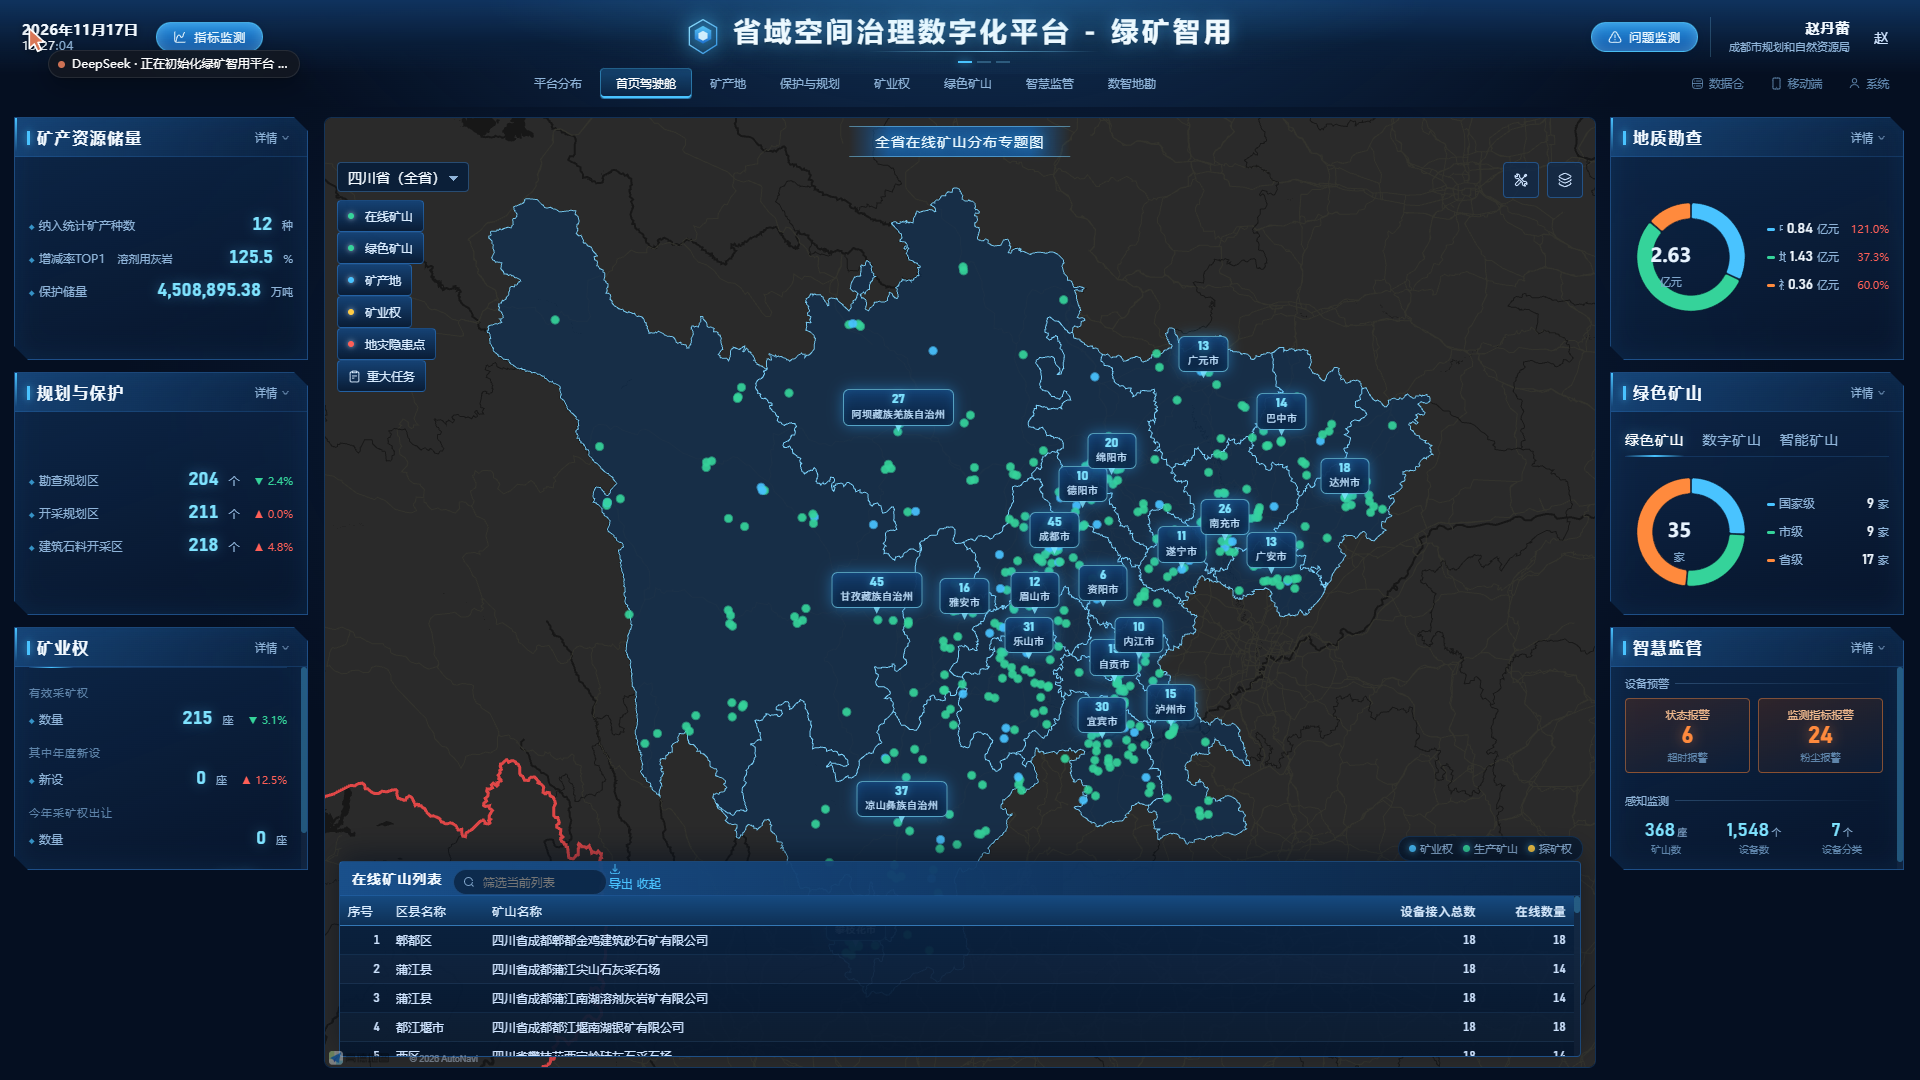 2026年11月17日
指标监测
DeepSeek · 正在初始化绿矿智用平台 ...
省域空间治理数字化平台 - 绿矿智用
问题监测
赵丹蕾
成都市规划和自然资源局
赵
平台分布
首页驾驶舱
矿产地
保护与规划
矿业权
绿色矿山
智慧监管
数智地勘
数据仓
移动端
系统
矿产资源储量
详情
纳入统计矿产种数 12 种
增减率TOP1 溶剂用灰岩 125.5 %
保护储量 4,508,895.38 万吨
规划与保护
详情
勘查规划区 204 个 ▼ 2.4%
开采规划区 211 个 ▲ 0.0%
建筑石料开采区 218 个 ▲ 4.8%
矿业权
详情
有效采矿权
数量 215 座 ▼ 3.1%
其中年度新设
新设 0 座 ▲ 12.5%
今年采矿权出让
数量 0 座
全省在线矿山分布专题图
四川省（全省）
在线矿山
绿色矿山
矿产地
矿业权
地灾隐患点
重大任务
13
广元市
27
阿坝藏族羌族自治州
14
巴中市
20
绵阳市
10
德阳市
18
达州市
45
成都市
26
南充市
11
遂宁市
13
广安市
45
甘孜藏族自治州
16
雅安市
12
眉山市
6
资阳市
31
乐山市
10
内江市
自贡市
30
宜宾市
15
泸州市
37
凉山彝族自治州
矿业权
生产矿山
探矿权
在线矿山列表
筛选当前列表
导出 收起
序号 区县名称 矿山名称 设备接入总数 在线数量
1 郫都区 四川省成都郫都金鸡建筑砂石矿有限公司 18 18
2 蒲江县 四川省成都蒲江尖山石灰采石场 18 14
3 蒲江县 四川省成都蒲江南湖溶剂灰岩矿有限公司 18 14
4 都江堰市 四川省成都都江堰南湖银矿有限公司 18 18
© 2026 AutoNavi
地质勘查
详情
2.63
亿元
0.84 亿元 121.0%
1.43 亿元 37.3%
0.36 亿元 60.0%
绿色矿山
详情
绿色矿山 数字矿山 智能矿山
35
家
国家级 9 家
市级 9 家
省级 17 家
智慧监管
详情
设备预警
状态报警
6
超时报警
监测指标报警
24
粉尘报警
感知监测
368 座
矿山数
1,548 个
设备数
7 个
设备分类